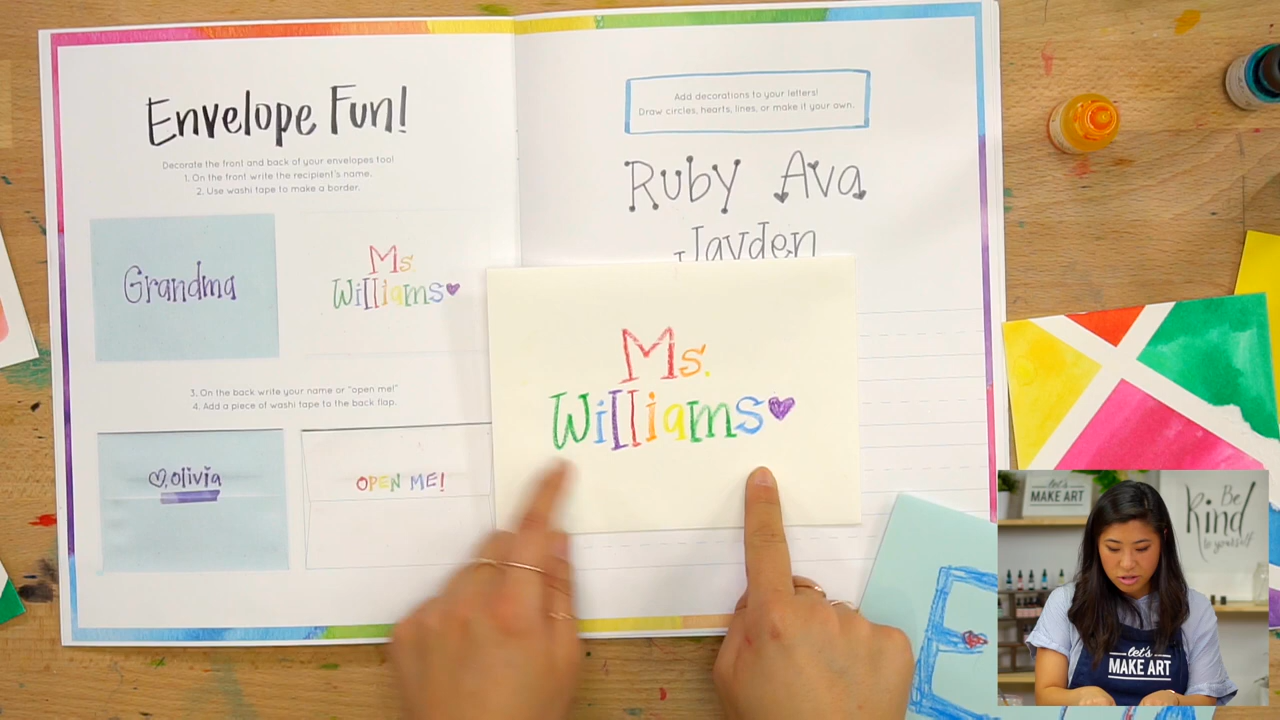 Envelope Fun!
Decorate the front and back of your envelopes too!
1. On the front write the recipient's name.
2. Use washi tape to make a border.
Grandma
Ms
Williams
3. On the back write your name or "open me!"
4. Add a piece of washi tape to the back flap.
olivia
OPEN ME!
Add decorations to your letters!
Draw circles, hearts, lines, or make it your own.
Ruby Ava
Jayden
Ms.
Williams
E
let's
MAKE ART
Be
kind
to yourself
let's
MAKE ART